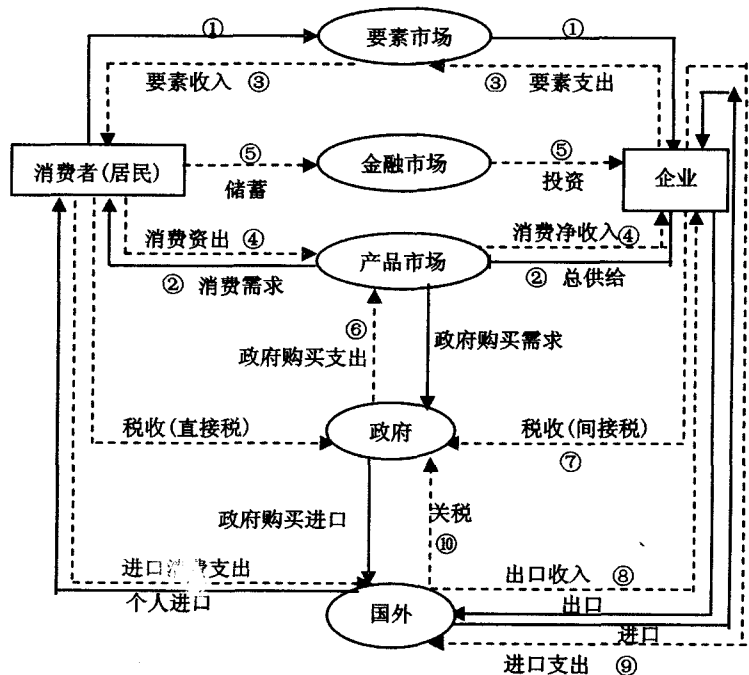 ① ①
要素市场
要素收入 ③ ③ 要素支出
⑤ ⑤
消费者(居民) 金融市场 企业
储蓄 投资
消费资出 ④ 消费净收入④
产品市场
② 消费需求 ② 总供给
⑥
政府购买支出 政府购买需求
税收(直接税) 政府 税收(间接税)
⑦
政府购买进口 关税
⑩
进口消费支出 出口收入 ⑧
个人进口 国外 出口
进口
进口支出 ⑨